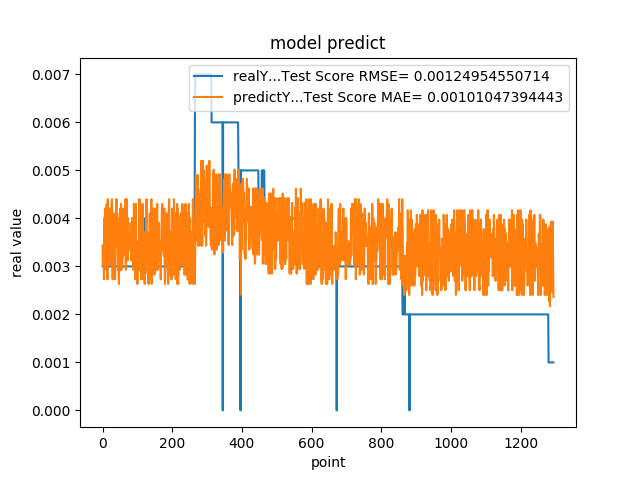 model predict
realY...Test Score RMSE= 0.00124954550714
predictY...Test Score MAE= 0.00101047394443
0.007
0.006
0.005
0.004
0.003
0.002
0.001
0.000
real value
0 200 400 600 800 1000 1200
point